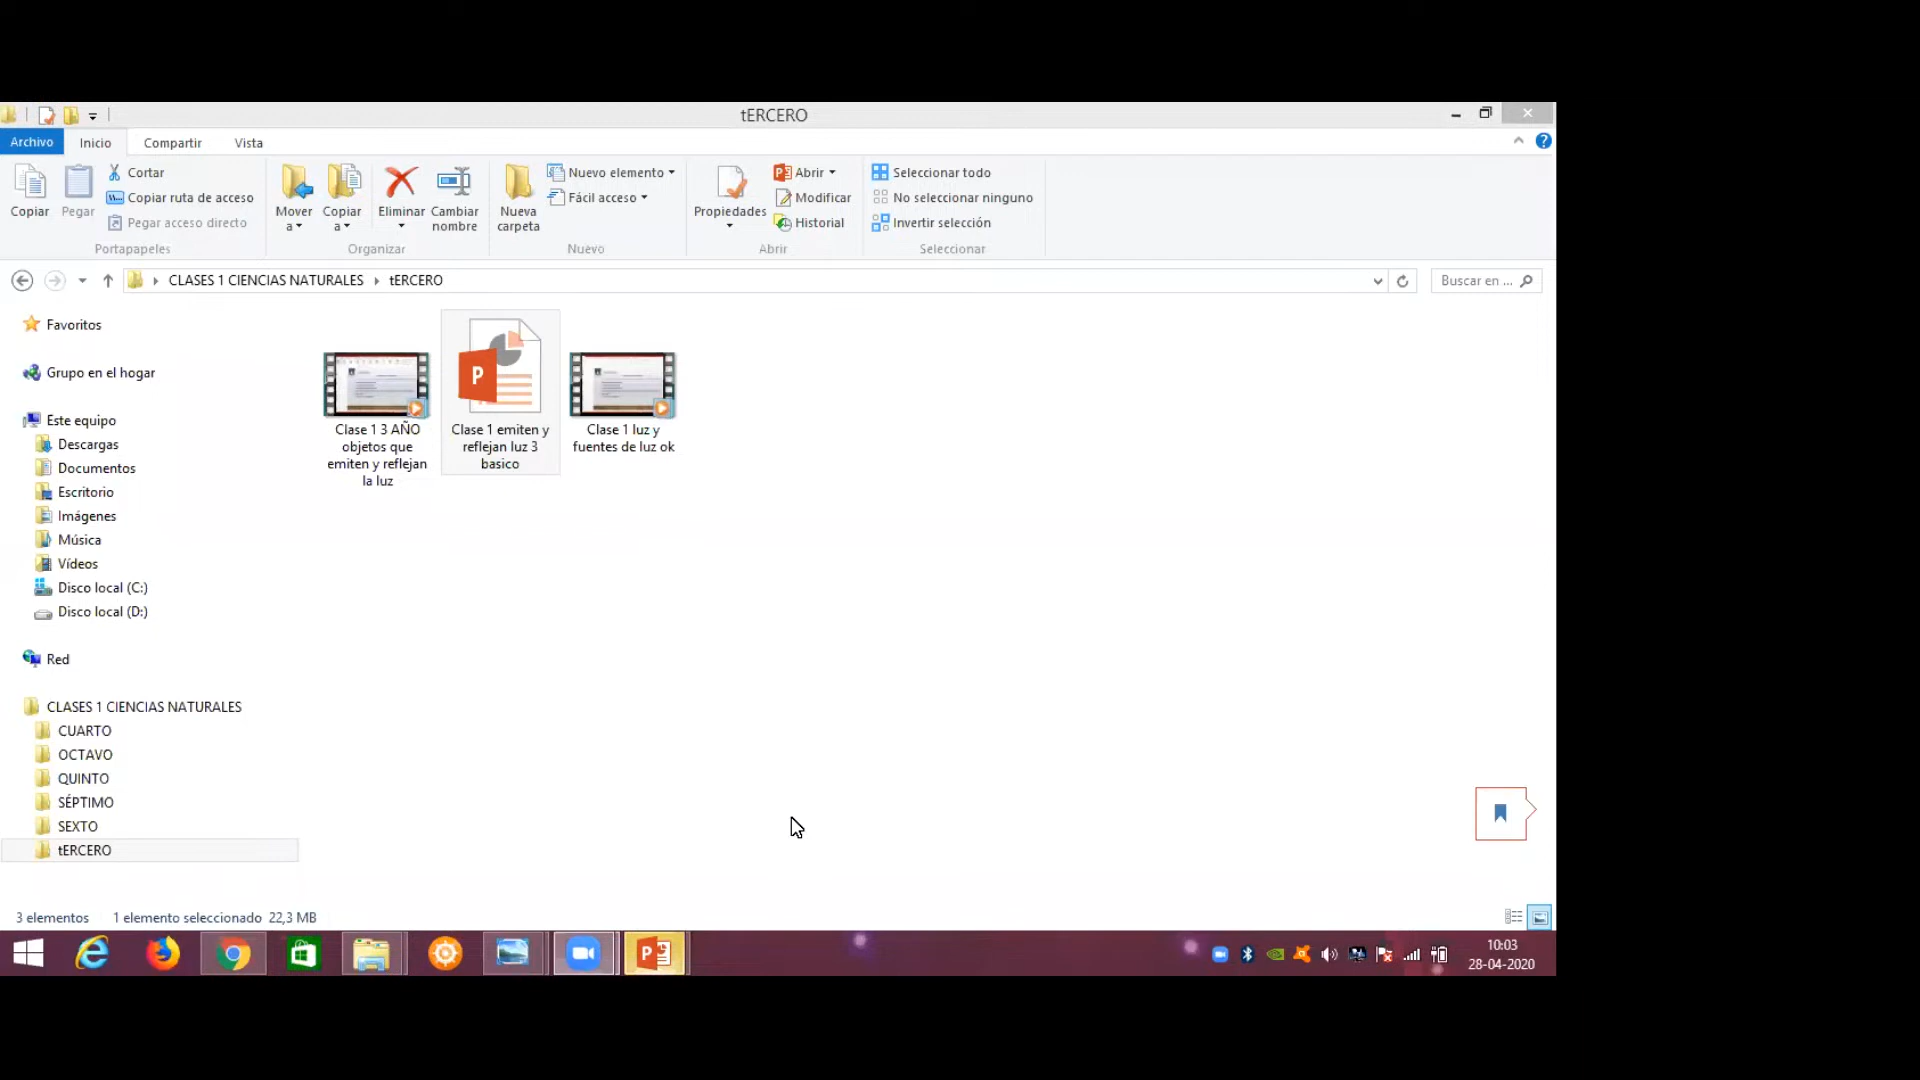 tERCERO
Archivo Inicio Compartir Vista
Copiar
Pegar
Cortar
Copiar ruta de acceso
Pegar acceso directo
Portapapeles
Mover a
Copiar a
Eliminar
Cambiar nombre
Organizar
Nueva carpeta
Nuevo elemento
Fácil acceso
Nuevo
Propiedades
Abrir
Modificar
Historial
Abrir
Seleccionar todo
No seleccionar ninguno
Invertir selección
Seleccionar
CLASES 1 CIENCIAS NATURALES tERCERO
Buscar en ...
Favoritos
Grupo en el hogar
Este equipo
Descargas
Documentos
Escritorio
Imágenes
Música
Vídeos
Disco local (C:)
Disco local (D:)
Red
CLASES 1 CIENCIAS NATURALES
CUARTO
OCTAVO
QUINTO
SÉPTIMO
SEXTO
tERCERO
Clase 1 3 AÑO
objetos que
emiten y reflejan
la luz
P
Clase 1 emiten y
reflejan luz 3
basico
Clase 1 luz y
fuentes de luz ok
3 elementos 1 elemento seleccionado 22,3 MB
10:03
28-04-2020